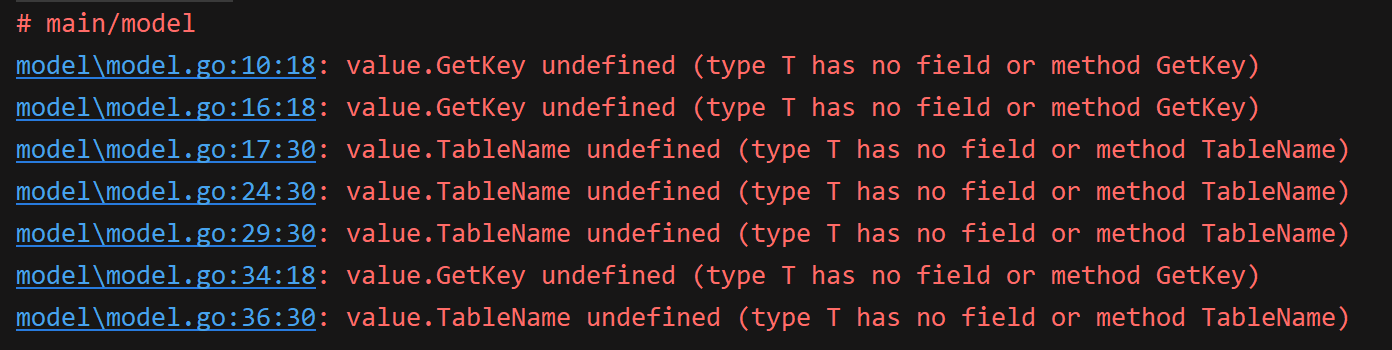 # main/model
model\model.go:10:18: value.GetKey undefined (type T has no field or method GetKey)
model\model.go:16:18: value.GetKey undefined (type T has no field or method GetKey)
model\model.go:17:30: value.TableName undefined (type T has no field or method TableName)
model\model.go:24:30: value.TableName undefined (type T has no field or method TableName)
model\model.go:29:30: value.TableName undefined (type T has no field or method TableName)
model\model.go:34:18: value.GetKey undefined (type T has no field or method GetKey)
model\model.go:36:30: value.TableName undefined (type T has no field or method TableName)